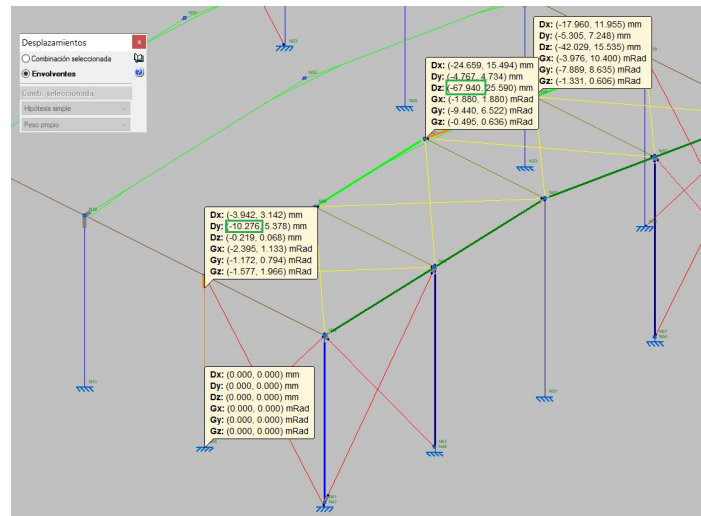 Desplazamientos
x
Combinación seleccionada
Envolventes
Comb. seleccionada
Hipótesis simple
Peso propio
Dx: (-17.960, 11.955) mm
Dy: (-5.305, 7.248) mm
Dz: (-42.029, 15.535) mm
Gx: (-3.976, 10.400) mRad
Gy: (-7.889, 8.635) mRad
Gz: (-1.331, 0.606) mRad
Dx: (-24.659, 15.494) mm
Dy: (-4.767, 4.734) mm
Dz: (-67.940, 25.590) mm
Gx: (-1.880, 1.880) mRad
Gy: (-9.440, 6.522) mRad
Gz: (-0.495, 0.636) mRad
Dx: (-3.942, 3.142) mm
Dy: (-10.276, 5.378) mm
Dz: (-0.219, 0.068) mm
Gx: (-2.395, 1.133) mRad
Gy: (-1.172, 0.794) mRad
Gz: (-1.577, 1.966) mRad
Dx: (0.000, 0.000) mm
Dy: (0.000, 0.000) mm
Dz: (0.000, 0.000) mm
Gx: (0.000, 0.000) mRad
Gy: (0.000, 0.000) mRad
Gz: (0.000, 0.000) mRad
N23
N31
N21